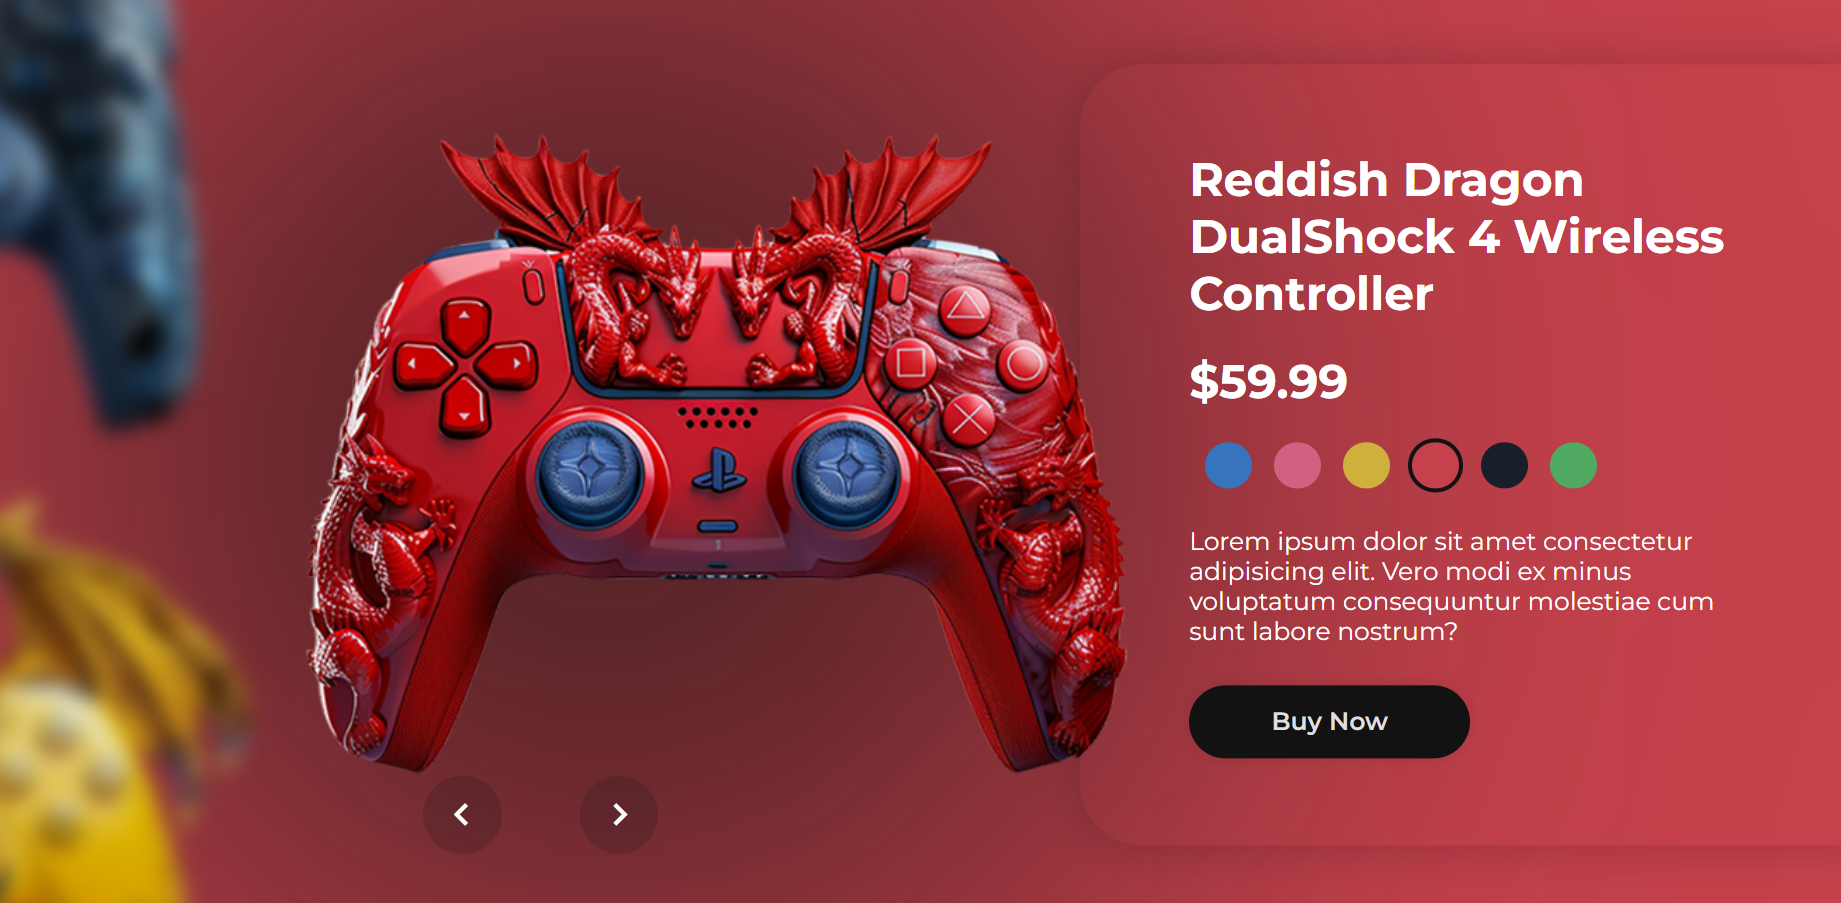 Reddish Dragon
DualShock 4 Wireless
Controller
$59.99
Lorem ipsum dolor sit amet consectetur
adipisicing elit. Vero modi ex minus
voluptatum consequuntur molestiae cum
sunt labore nostrum?
Buy Now